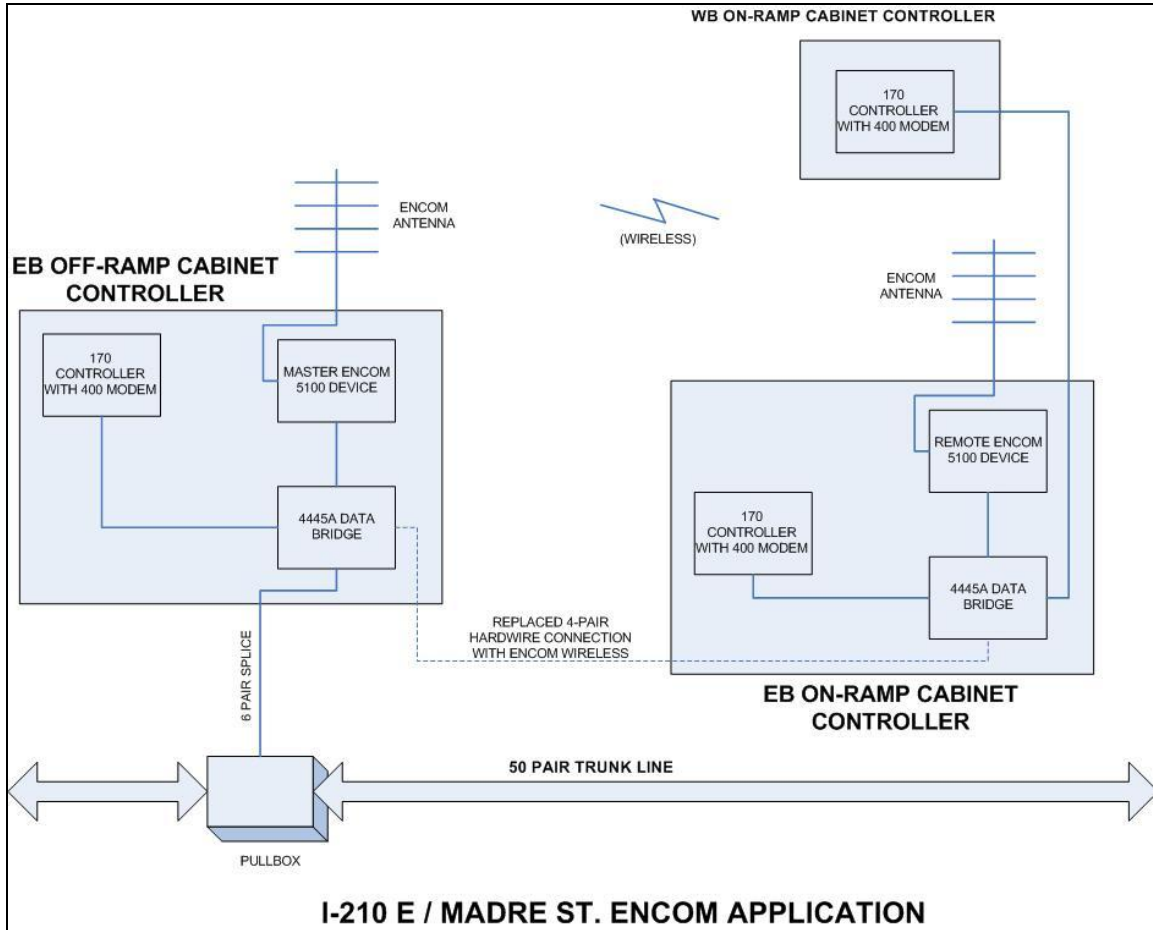 WB ON-RAMP CABINET CONTROLLER
170
CONTROLLER
WITH 400 MODEM
ENCOM
ANTENNA
(WIRELESS)
EB OFF-RAMP CABINET
CONTROLLER
ENCOM
ANTENNA
170
CONTROLLER
WITH 400 MODEM
MASTER ENCOM
5100 DEVICE
REMOTE ENCOM
5100 DEVICE
4445A DATA
BRIDGE
170
CONTROLLER
WITH 400 MODEM
4445A DATA
BRIDGE
REPLACED 4-PAIR
HARDWIRE CONNECTION
WITH ENCOM WIRELESS
6 PAIR SPLICE
EB ON-RAMP CABINET
CONTROLLER
50 PAIR TRUNK LINE
PULLBOX
I-210 E / MADRE ST. ENCOM APPLICATION